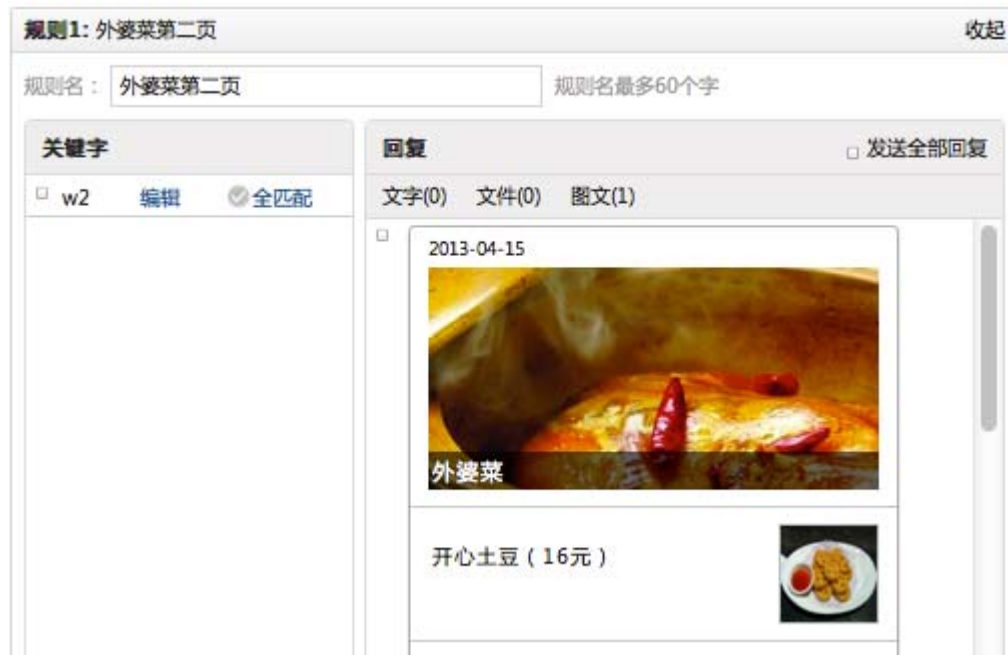 规则1: 外婆菜第二页 收起
规则名： 外婆菜第二页 规则名最多60个字
关键字 回复 发送全部回复
w2 编辑 全匹配 文字(0) 文件(0) 图文(1)
2013-04-15
外婆菜
开心土豆（16元）